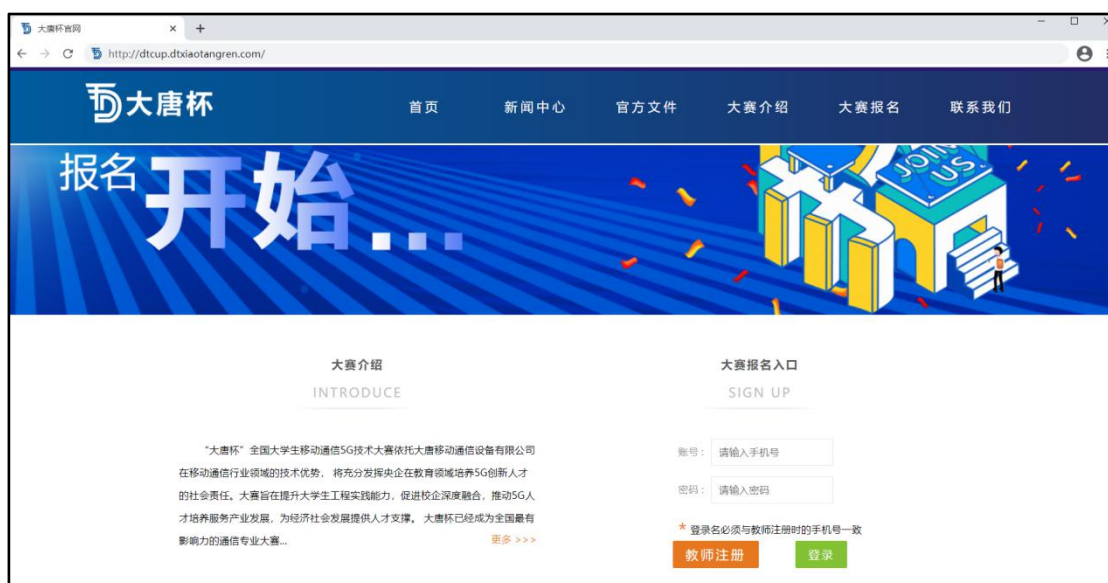 大唐杯官网
http://dtcup.dtxiaotangren.com/
大唐杯
首页 新闻中心 官方文件 大赛介绍 大赛报名 联系我们
报名
开始...
JOIN US
大赛介绍
INTRODUCE
“大唐杯”全国大学生移动通信5G技术大赛依托大唐移动通信设备有限公司
在移动通信行业领域的技术优势， 将充分发挥央企在教育领域培养5G创新人才
的社会责任。大赛旨在提升大学生工程实践能力，促进校企深度融合，推动5G人
才培养服务产业发展，为经济社会发展提供人才支撑。 大唐杯已经成为全国最有
影响力的通信专业大赛...
更多 >>>
大赛报名入口
SIGN UP
账号： 请输入手机号
密码： 请输入密码
* 登录名必须与教师注册时的手机号一致
教师注册 登录